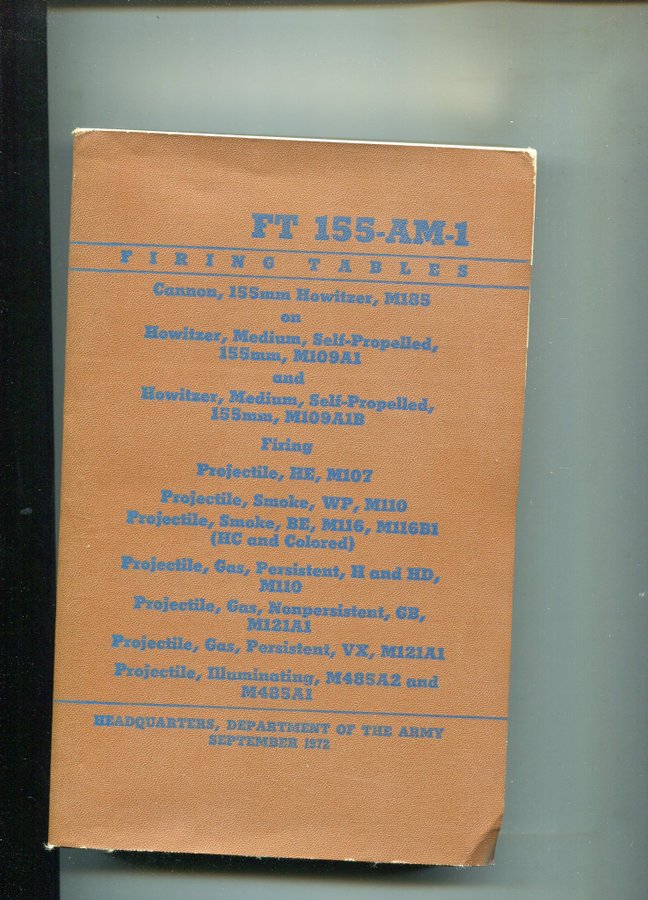 FT 155-AM-1
FIRING TABLES
Cannon, 155mm Howitzer, M185
on
Howitzer, Medium, Self-Propelled,
155mm, M109A1
and
Howitzer, Medium, Self-Propelled,
155mm, M109A1B
Firing
Projectile, HE, M107
Projectile, Smoke, WP, M110
Projectile, Smoke, BE, M116, M116B1
(HC and Colored)
Projectile, Gas, Persistent, H and HD,
M110
Projectile, Gas, Nonpersistent, GB,
M121A1
Projectile, Gas, Persistent, VX, M121A1
Projectile, Illuminating, M485A2 and
M485A1
HEADQUARTERS, DEPARTMENT OF THE ARMY
SEPTEMBER 1972